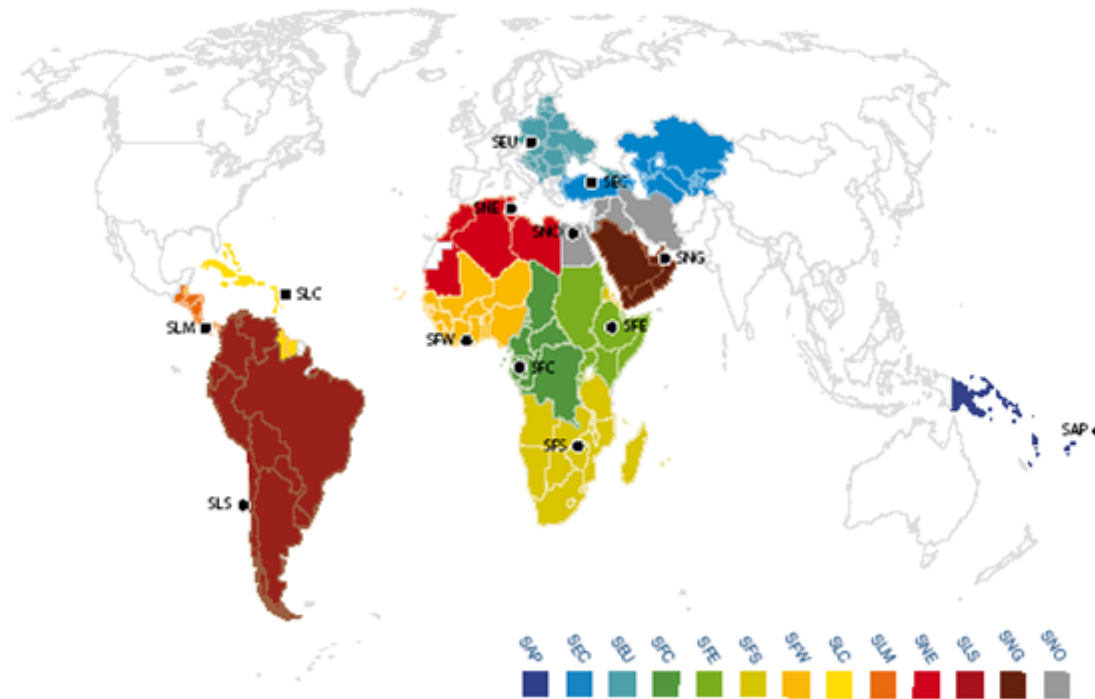 SEU
SEC
SNE
SNO
SNG
SLC
SLM
SFW
SFE
SFC
SAP
SFS
SLS
SAP SEC SEU SFC SFE SFS SFW SLC SLM SNE SLS SNG SNO